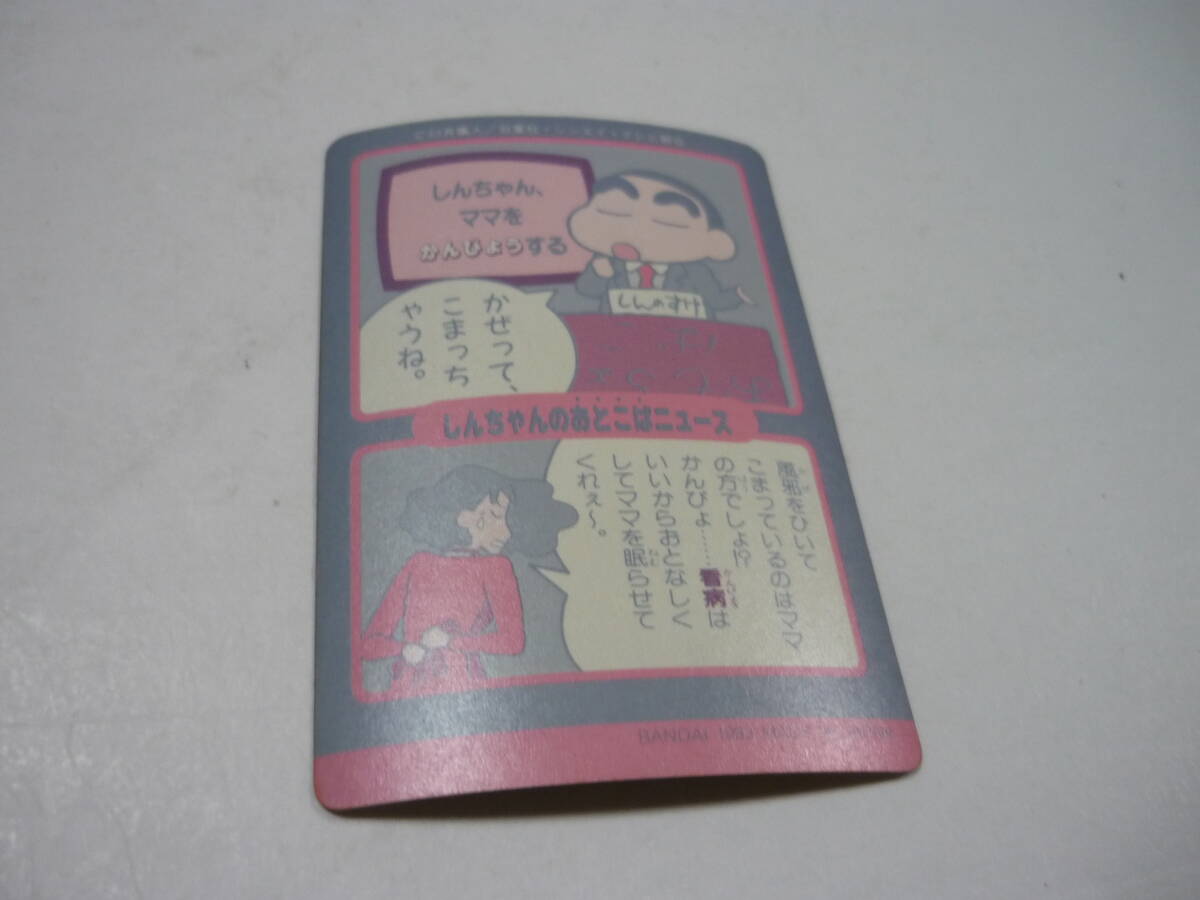 しんちゃん、
ママを
かんびょうする
しんのすけ
かぜって、
こまっち
ゃうね。
しんちゃんのおとこはニュース
風邪をひいて
こまっているのはママ
の方でしょ!?
かんびょ……看病は
いいからおとなしく
してママを眠らせて
くれぇ〜。
BANDAI